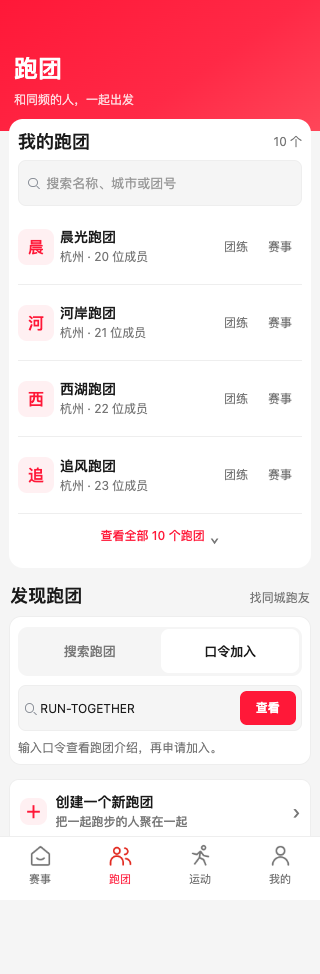 跑团
和同频的人，一起出发
我的跑团
10 个
搜索名称、城市或团号
晨
晨光跑团
杭州 · 20 位成员
团练
赛事
河
河岸跑团
杭州 · 21 位成员
团练
赛事
西
西湖跑团
杭州 · 22 位成员
团练
赛事
追
追风跑团
杭州 · 23 位成员
团练
赛事
查看全部 10 个跑团
发现跑团
找同城跑友
搜索跑团
口令加入
RUN-TOGETHER
查看
输入口令查看跑团介绍，再申请加入。
创建一个新跑团
把一起跑步的人聚在一起
赛事
跑团
运动
我的